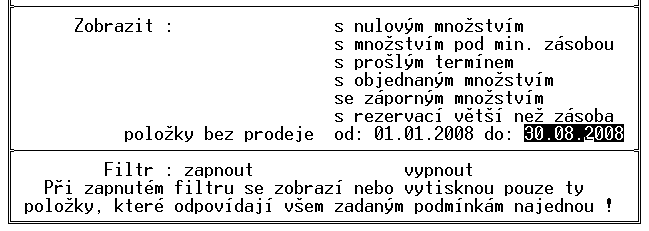 Zobrazit : s nulovým množstvím
s množstvím pod min. zásobou
s prošlým termínem
s objednaným množstvím
se záporným množstvím
s rezervací větší než zásoba
položky bez prodeje od: 01.01.2008 do: 30.08.2008
Filtr : zapnout vypnout
Při zapnutém filtru se zobrazí nebo vytisknou pouze ty
položky, které odpovídají všem zadaným podmínkám najednou !